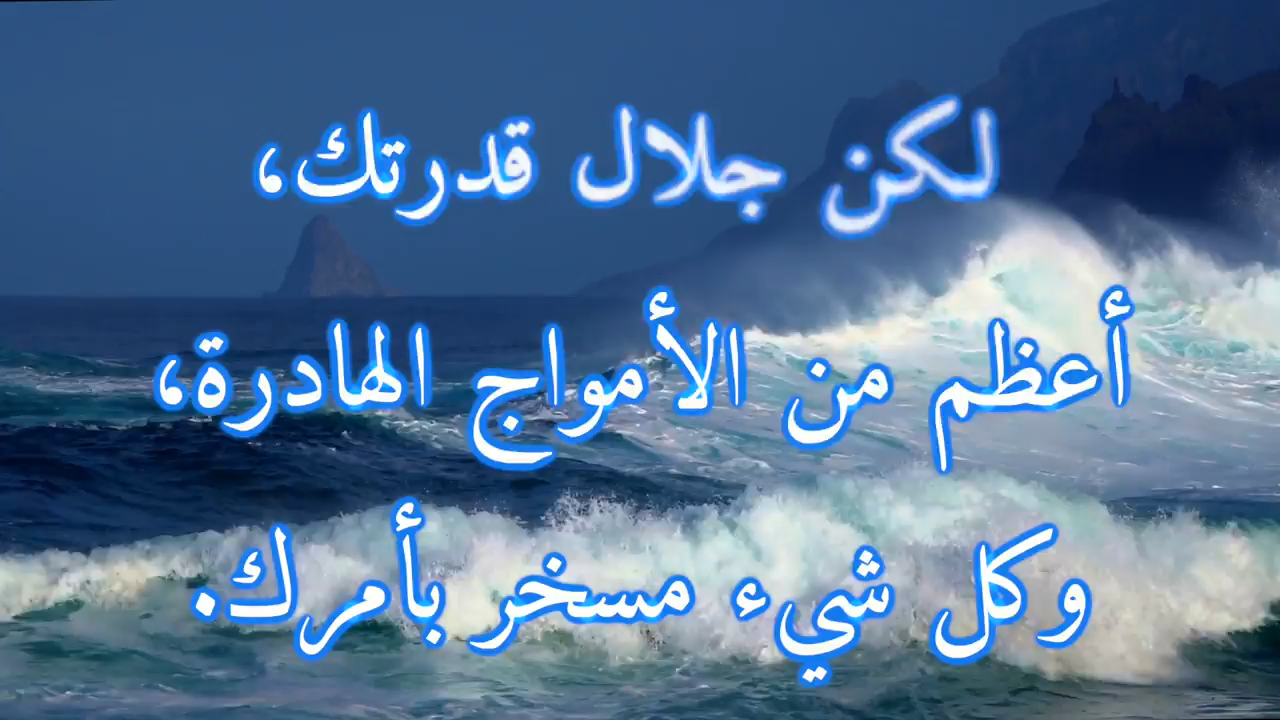 لكن جلال قدرتك،
أعظم من الأمواج الهادرة،
وكل شيء مسخر بأمرك.